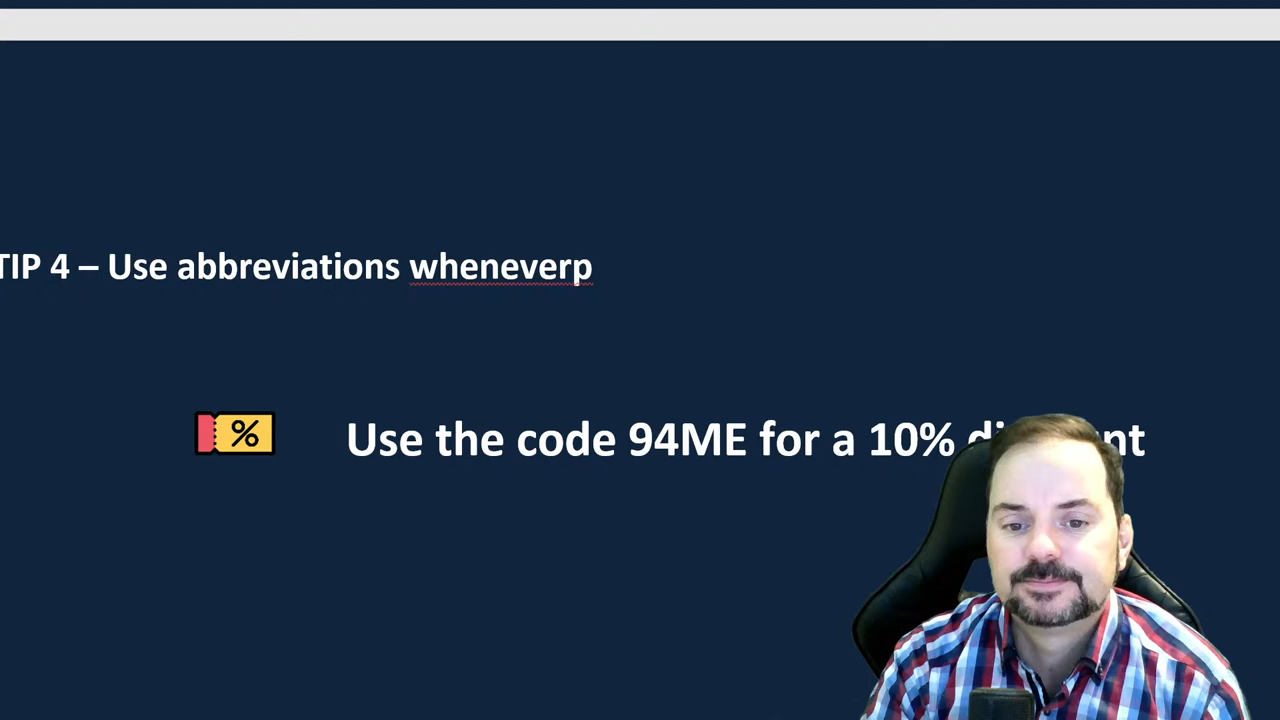 TIP 4 – Use abbreviations wheneverp
%
Use the code 94ME for a 10%